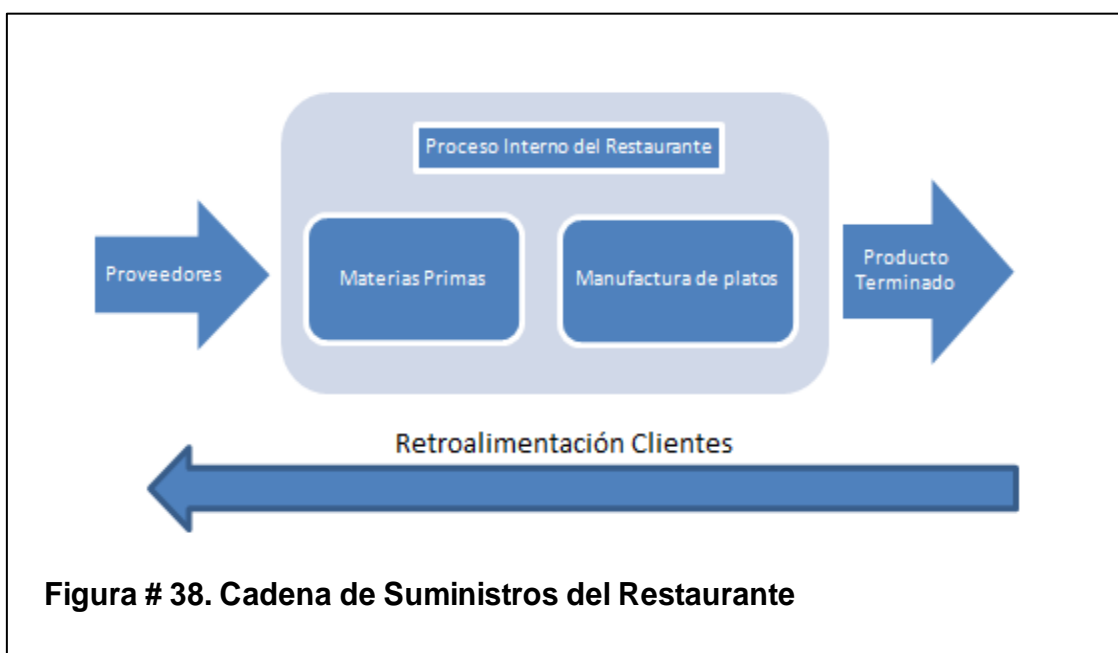 Proceso Interno del Restaurante
Proveedores
Materias Primas
Manufactura de platos
Producto
Terminado
Retroalimentación Clientes
Figura # 38. Cadena de Suministros del Restaurante